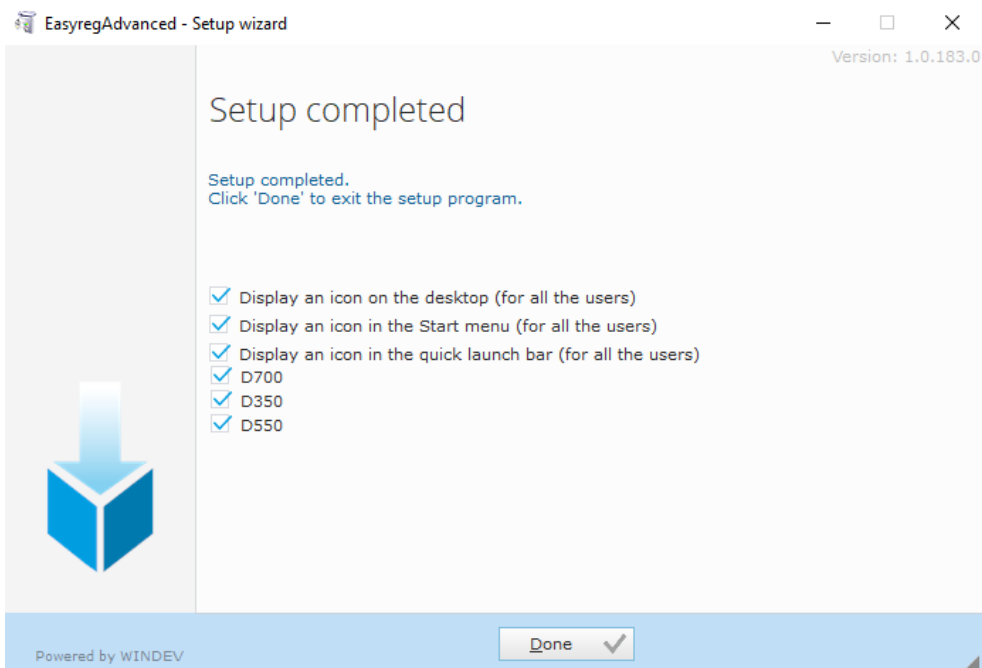 EasyregAdvanced - Setup wizard
Version: 1.0.183.0
Setup completed
Setup completed.
Click 'Done' to exit the setup program.
Display an icon on the desktop (for all the users)
Display an icon in the Start menu (for all the users)
Display an icon in the quick launch bar (for all the users)
D700
D350
D550
Done
Powered by WINDEV